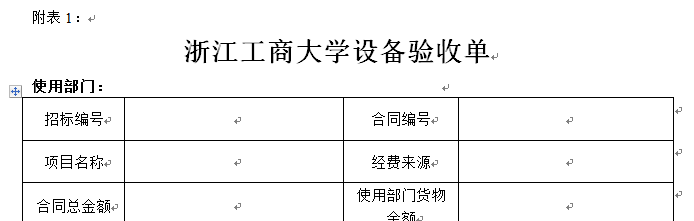 附表 1：
浙江工商大学设备验收单
使用部门：
招标编号 合同编号
项目名称 经费来源
合同总金额 使用部门货物
金额